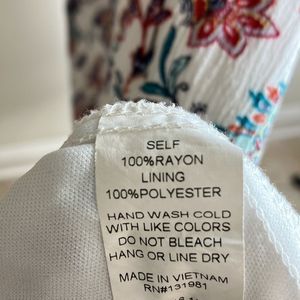 SELF
100%RAYON
LINING
100%POLYESTER
HAND WASH COLD
WITH LIKE COLORS
DO NOT BLEACH
HANG OR LINE DRY
MADE IN VIETNAM
RN#131981